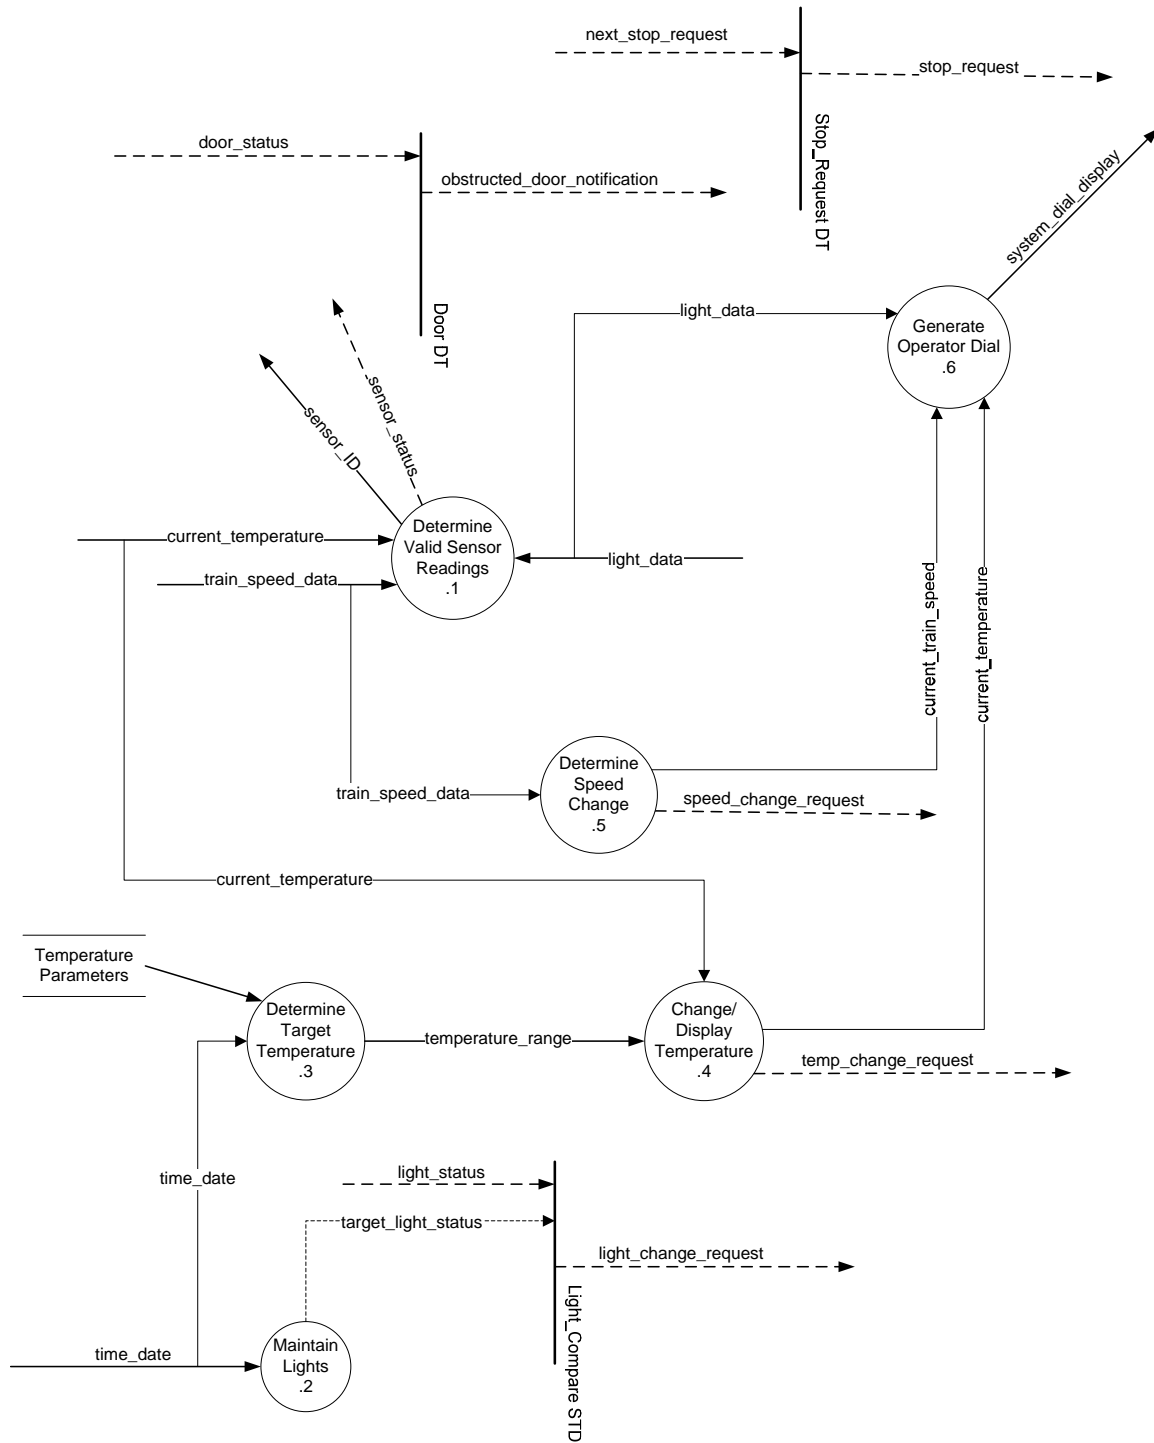 next_stop_request
stop_request
Stop_Request DT
door_status
obstructed_door_notification
Door DT
system_dial_display
light_data
Generate
Operator Dial
.6
sensor_status
sensor_ID
current_temperature
train_speed_data
Determine
Valid Sensor
Readings
.1
light_data
current_train_speed
current_temperature
train_speed_data
Determine
Speed
Change
.5
speed_change_request
current_temperature
Temperature
Parameters
Determine
Target
Temperature
.3
temperature_range
Change/
Display
Temperature
.4
temp_change_request
time_date
light_status
target_light_status
light_change_request
Light_Compare STD
time_date
Maintain
Lights
.2